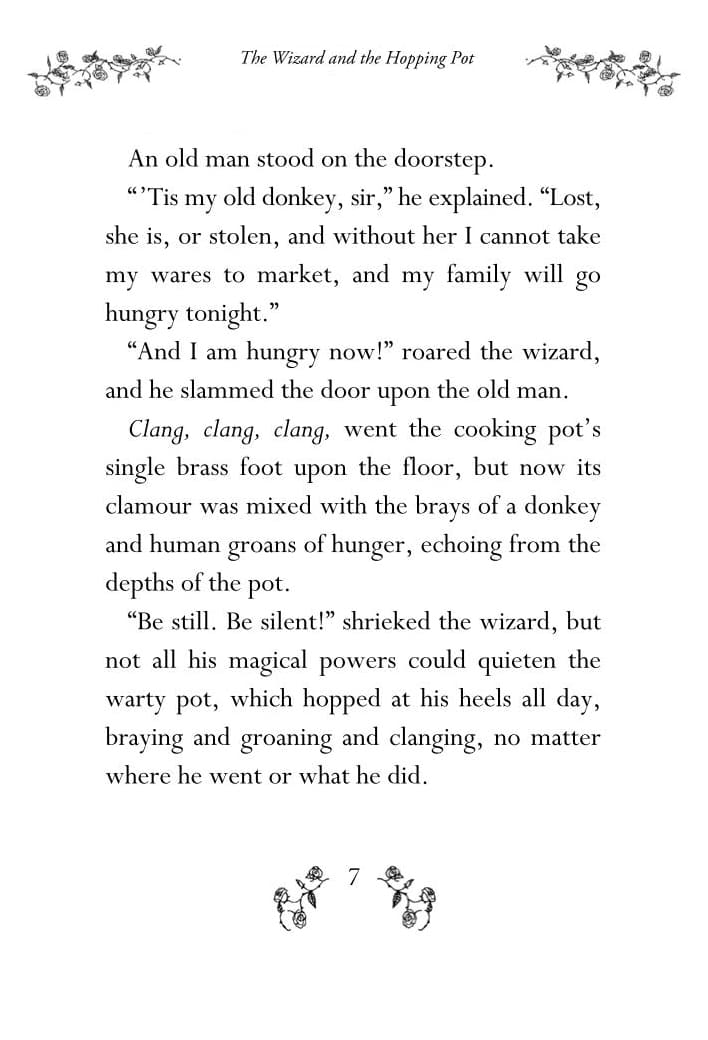 The Wizard and the Hopping Pot
An old man stood on the doorstep.
“ ’Tis my old donkey, sir,” he explained. “Lost,
she is, or stolen, and without her I cannot take
my wares to market, and my family will go
hungry tonight.”
“And I am hungry now!” roared the wizard,
and he slammed the door upon the old man.
Clang, clang, clang, went the cooking pot’s
single brass foot upon the floor, but now its
clamour was mixed with the brays of a donkey
and human groans of hunger, echoing from the
depths of the pot.
“Be still. Be silent!” shrieked the wizard, but
not all his magical powers could quieten the
warty pot, which hopped at his heels all day,
braying and groaning and clanging, no matter
where he went or what he did.
7